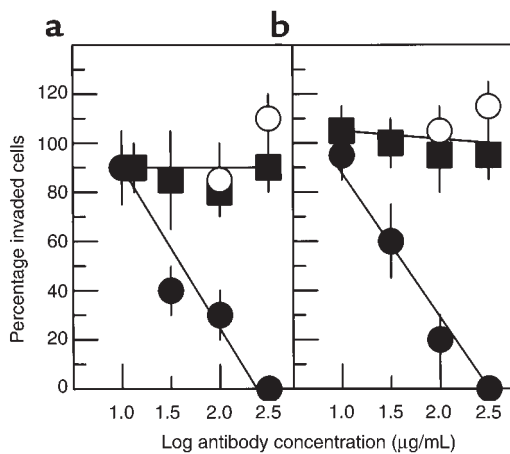 a
b
Percentage invaded cells
120
100
80
60
40
20
0
1.0 1.5 2.0 2.5 1.0 1.5 2.0 2.5
Log antibody concentration (μg/mL)